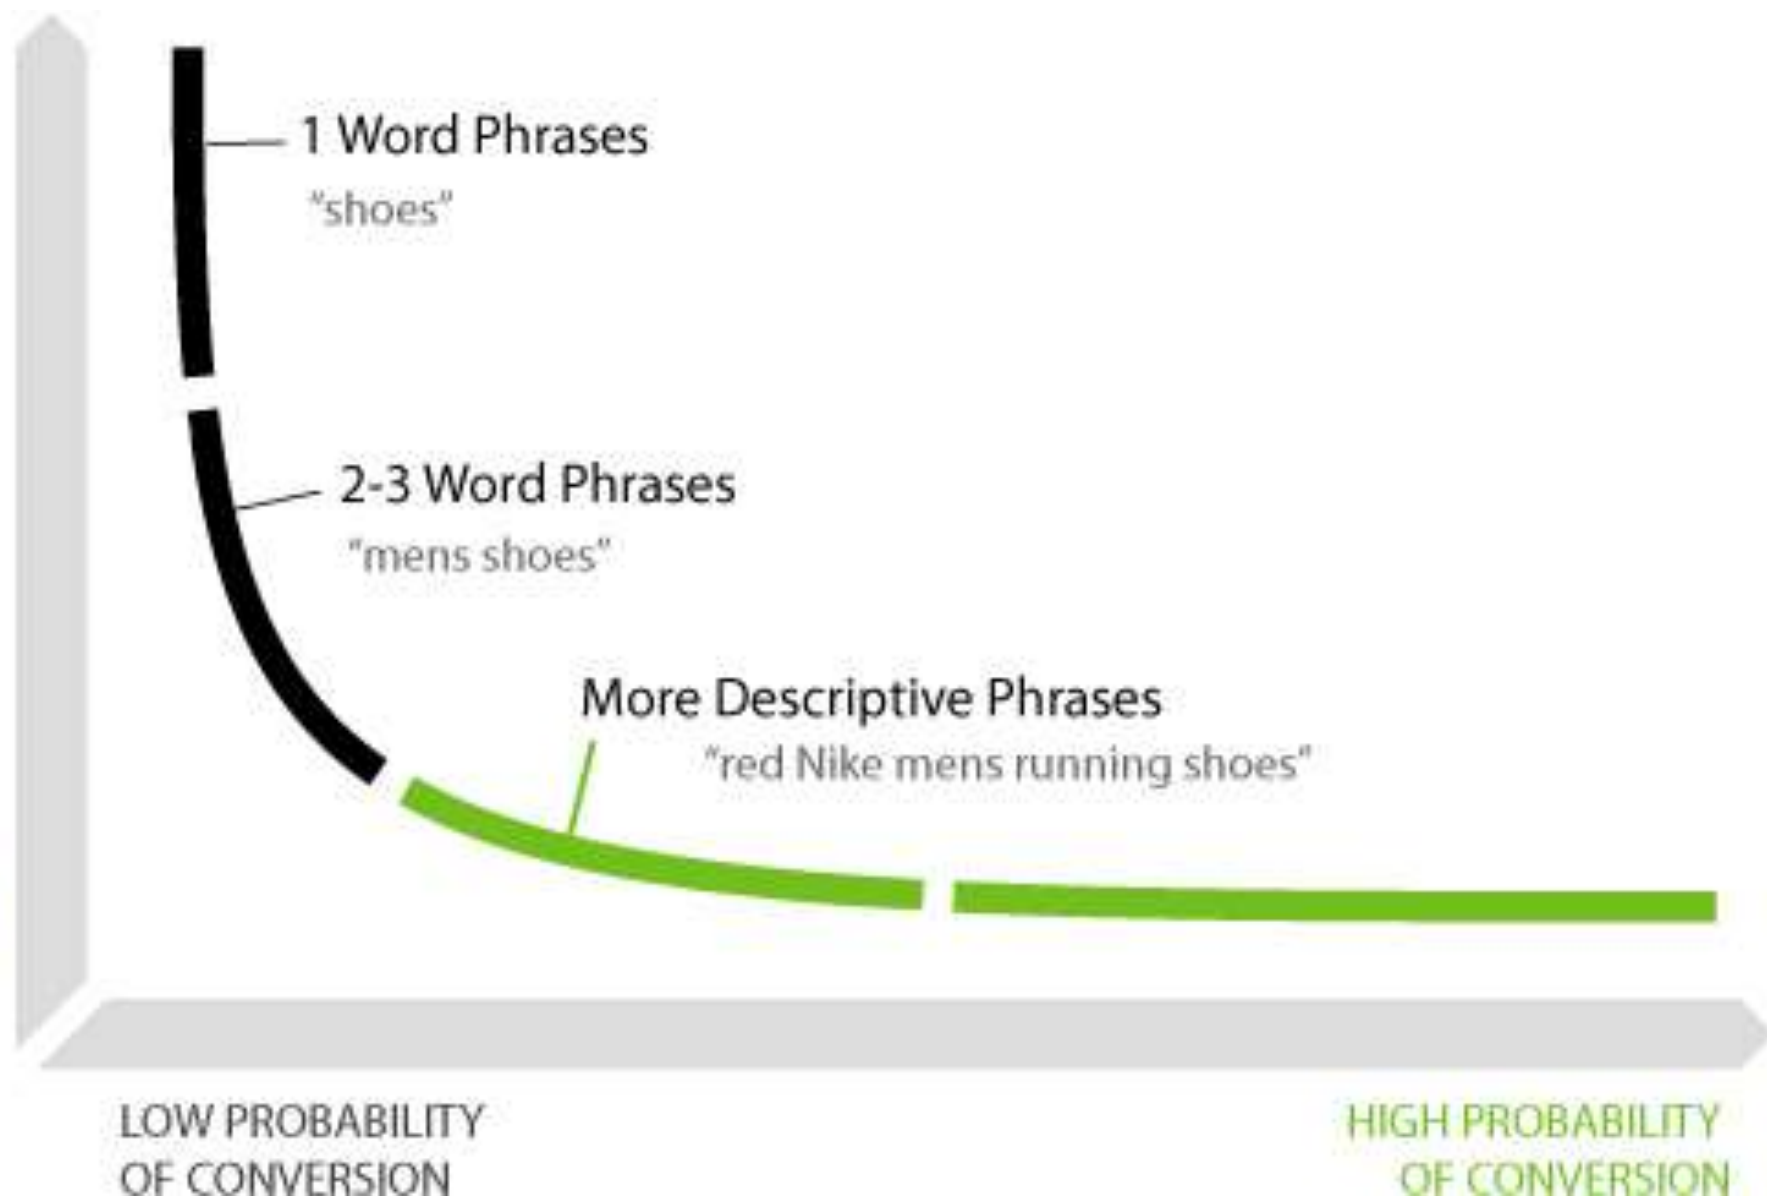 1 Word Phrases
"shoes"
2-3 Word Phrases
"mens shoes"
More Descriptive Phrases
"red Nike mens running shoes"
LOW PROBABILITY
OF CONVERSION
HIGH PROBABILITY
OF CONVERSION